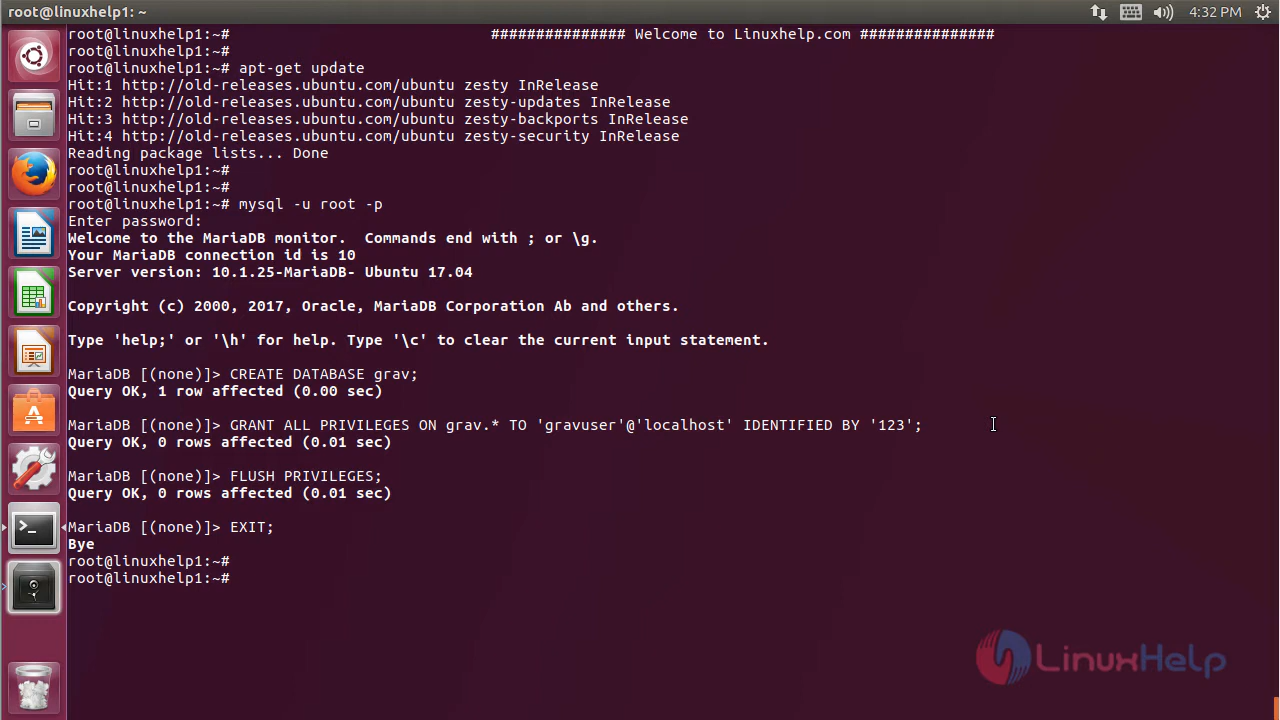 root@linuxhelp1: ~
4:32 PM
root@linuxhelp1:~# ############### Welcome to Linuxhelp.com ###############
root@linuxhelp1:~#
root@linuxhelp1:~# apt-get update
Hit:1 http://old-releases.ubuntu.com/ubuntu zesty InRelease
Hit:2 http://old-releases.ubuntu.com/ubuntu zesty-updates InRelease
Hit:3 http://old-releases.ubuntu.com/ubuntu zesty-backports InRelease
Hit:4 http://old-releases.ubuntu.com/ubuntu zesty-security InRelease
Reading package lists... Done
root@linuxhelp1:~#
root@linuxhelp1:~#
root@linuxhelp1:~# mysql -u root -p
Enter password:
Welcome to the MariaDB monitor.  Commands end with ; or \g.
Your MariaDB connection id is 10
Server version: 10.1.25-MariaDB- Ubuntu 17.04
Copyright (c) 2000, 2017, Oracle, MariaDB Corporation Ab and others.
Type 'help;' or '\h' for help. Type '\c' to clear the current input statement.
MariaDB [(none)]> CREATE DATABASE grav;
Query OK, 1 row affected (0.00 sec)
MariaDB [(none)]> GRANT ALL PRIVILEGES ON grav.* TO 'gravuser'@'localhost' IDENTIFIED BY '123';
Query OK, 0 rows affected (0.01 sec)
MariaDB [(none)]> FLUSH PRIVILEGES;
Query OK, 0 rows affected (0.01 sec)
MariaDB [(none)]> EXIT;
Bye
root@linuxhelp1:~#
root@linuxhelp1:~#
LinuxHelp